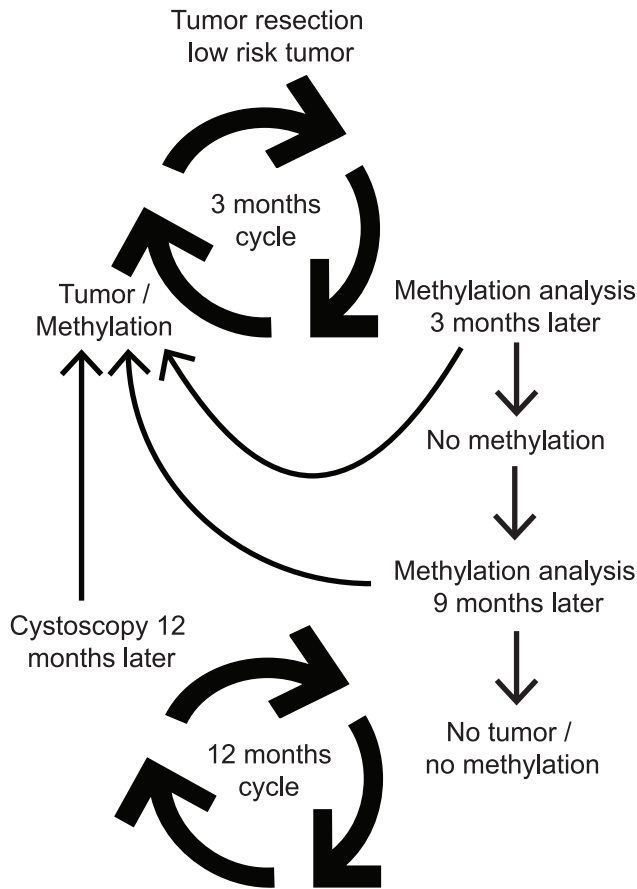 Tumor resection
low risk tumor
3 months
cycle
Tumor /
Methylation
Methylation analysis
3 months later
No methylation
Methylation analysis
9 months later
Cystoscopy 12
months later
12 months
cycle
No tumor /
no methylation